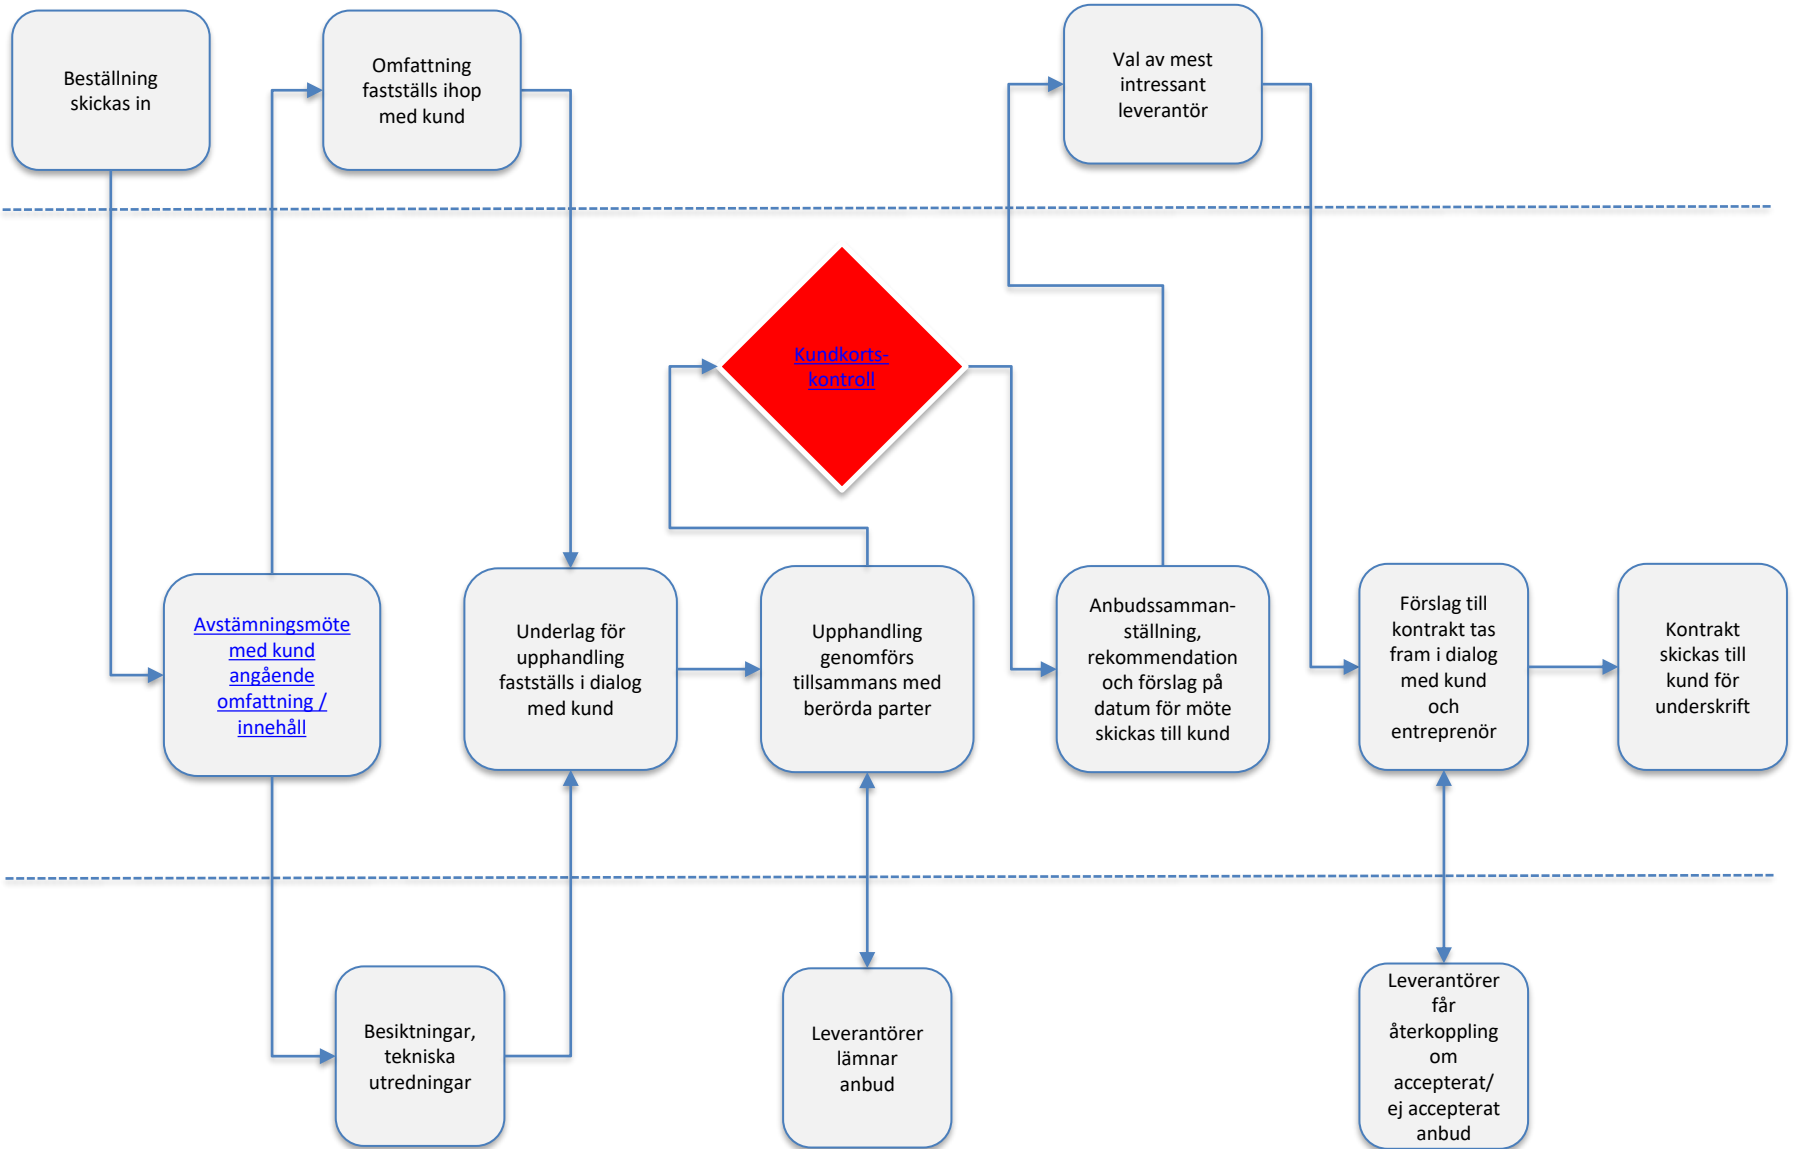 Beställning
skickas in
Omfattning
fastställs ihop
med kund
Val av mest
intressant
leverantör
Kundkorts-
kontroll
Avstämningsmöte
med kund
angående
omfattning /
innehåll
Underlag för
upphandling
fastställs i dialog
med kund
Upphandling
genomförs
tillsammans med
berörda parter
Anbudssamman-
ställning,
rekommendation
och förslag på
datum för möte
skickas till kund
Förslag till
kontrakt tas
fram i dialog
med kund
och
entreprenör
Kontrakt
skickas till
kund för
underskrift
Besiktningar,
tekniska
utredningar
Leverantörer
lämnar
anbud
Leverantörer
får
återkoppling
om
accepterat/
ej accepterat
anbud